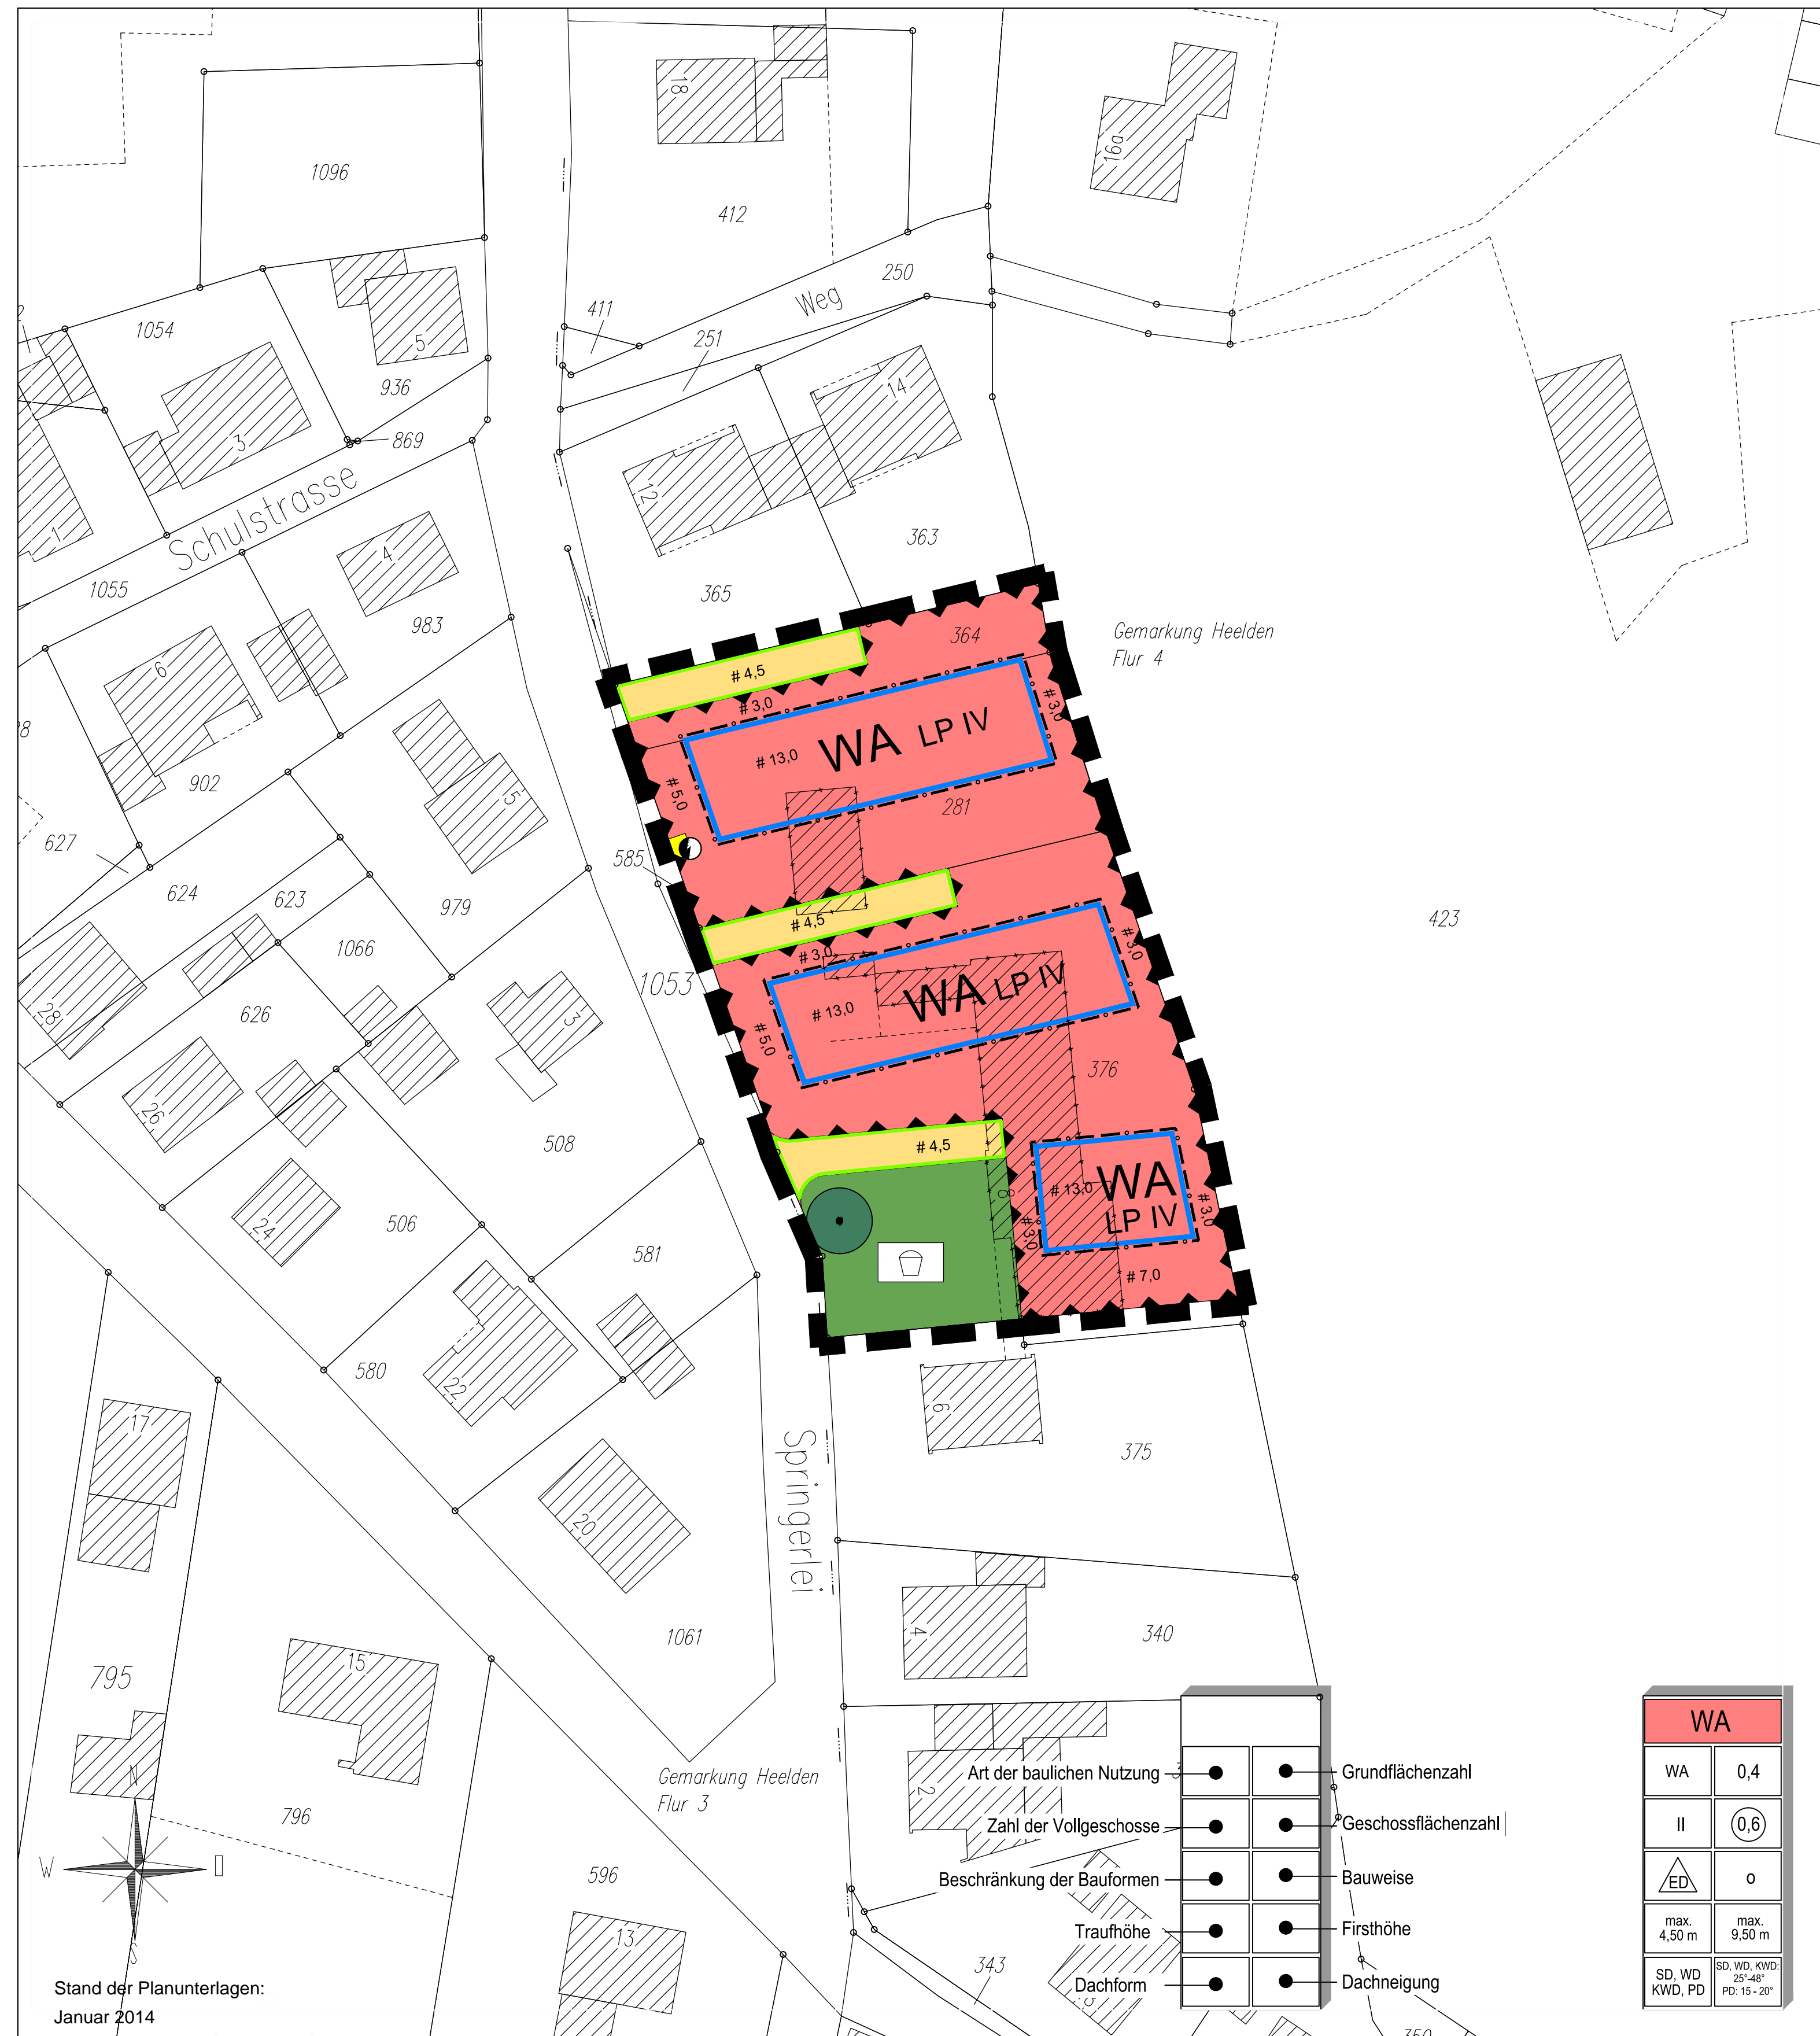 18
16a
1096
412
250
Weg
411
251
1054
5
936
3
869
14
12
1
Schulstrasse
4
363
1055
365
983
6
364
Gemarkung Heelden
Flur 4
# 4,5
# 3,0
# 3,0
WA LP IV
# 13,0
# 5,0
902
5
281
627
585
624
623
979
423
# 4,5
# 3,0
# 3,0
1066
1053
WA LP IV
# 13,0
# 5,0
28
626
3
376
26
508
# 4,5
8
# 13,0
WA
LP IV
# 3,0
# 3,0
24
506
581
# 7,0
580
22
6
17
375
Springerlei
20
4
340
1061
15
795
Gemarkung Heelden
Flur 3
2
796
596
13
343
350
N
W
S
Stand der Planunterlagen:
Januar 2014
Art der baulichen Nutzung
Grundflächenzahl
Zahl der Vollgeschosse
Geschossflächenzahl
Beschränkung der Bauformen
Bauweise
Traufhöhe
Firsthöhe
Dachform
Dachneigung
WA
WA
0,4
II
0,6
ED
o
max.
4,50 m
max.
9,50 m
SD, WD
KWD, PD
SD, WD, KWD:
25°-48°
PD: 15 - 20°